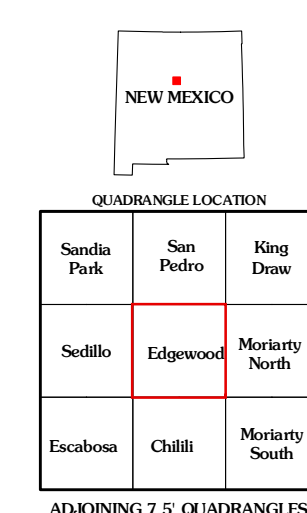 NEW MEXICO
QUADRANGLE LOCATION
Sandia Park
San Pedro
King Draw
Sedillo
Edgewood
Moriarty North
Escabosa
Chilili
Moriarty South
ADJOINING 7.5' QUADRANGLES